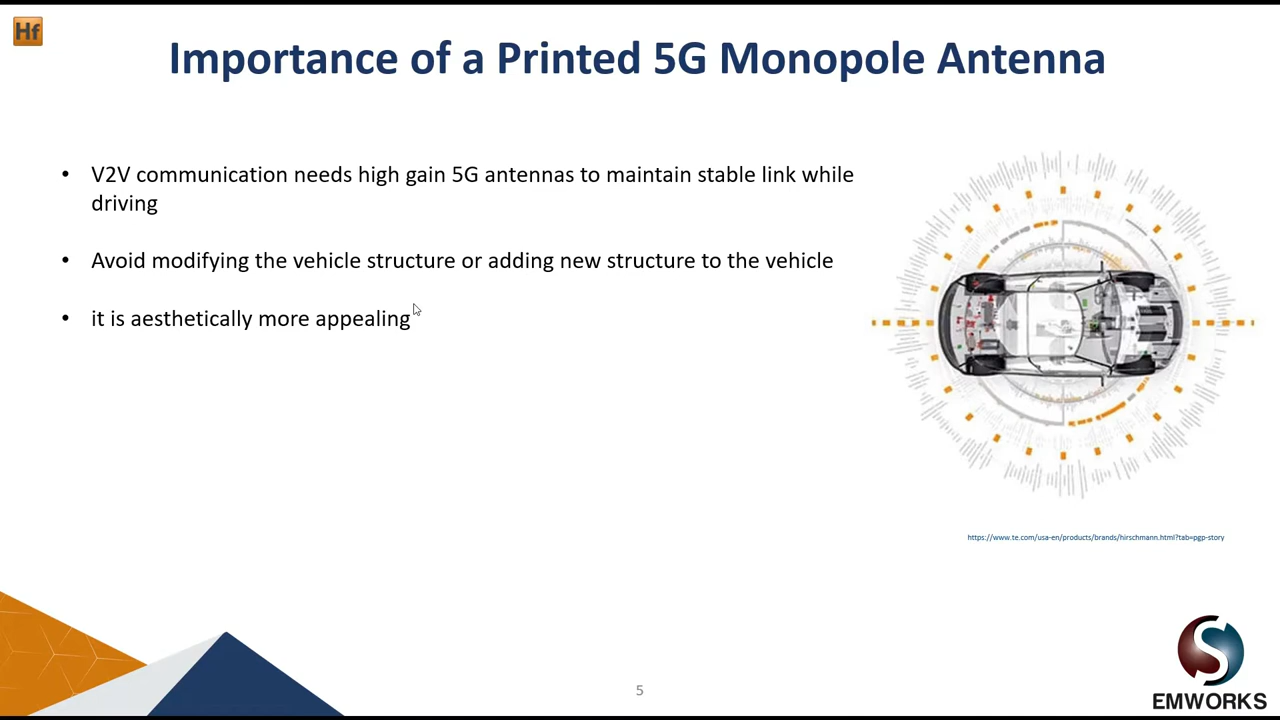 Hf
Importance of a Printed 5G Monopole Antenna
• V2V communication needs high gain 5G antennas to maintain stable link while
driving
• Avoid modifying the vehicle structure or adding new structure to the vehicle
• it is aesthetically more appealing
https://www.te.com/usa-en/products/brands/hirschmann.html?tab=pgp-story
5
EMWORKS